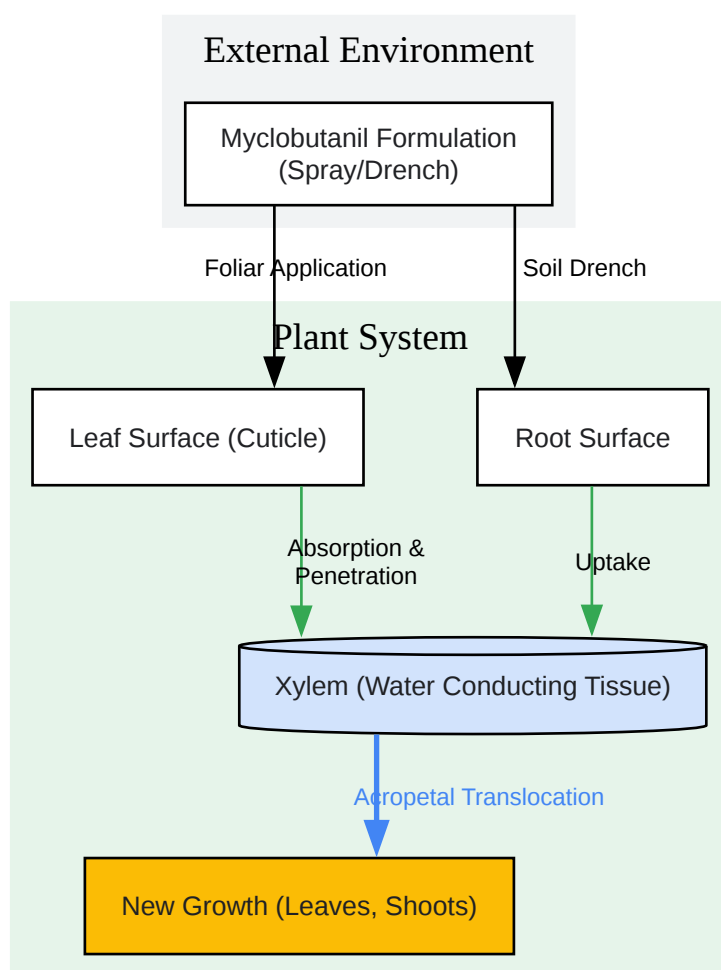 External Environment
Myclobutanil Formulation
(Spray/Drench)
Foliar Application
Soil Drench
Plant System
Leaf Surface (Cuticle)
Root Surface
Absorption &
Penetration
Uptake
Xylem (Water Conducting Tissue)
Acropetal Translocation
New Growth (Leaves, Shoots)